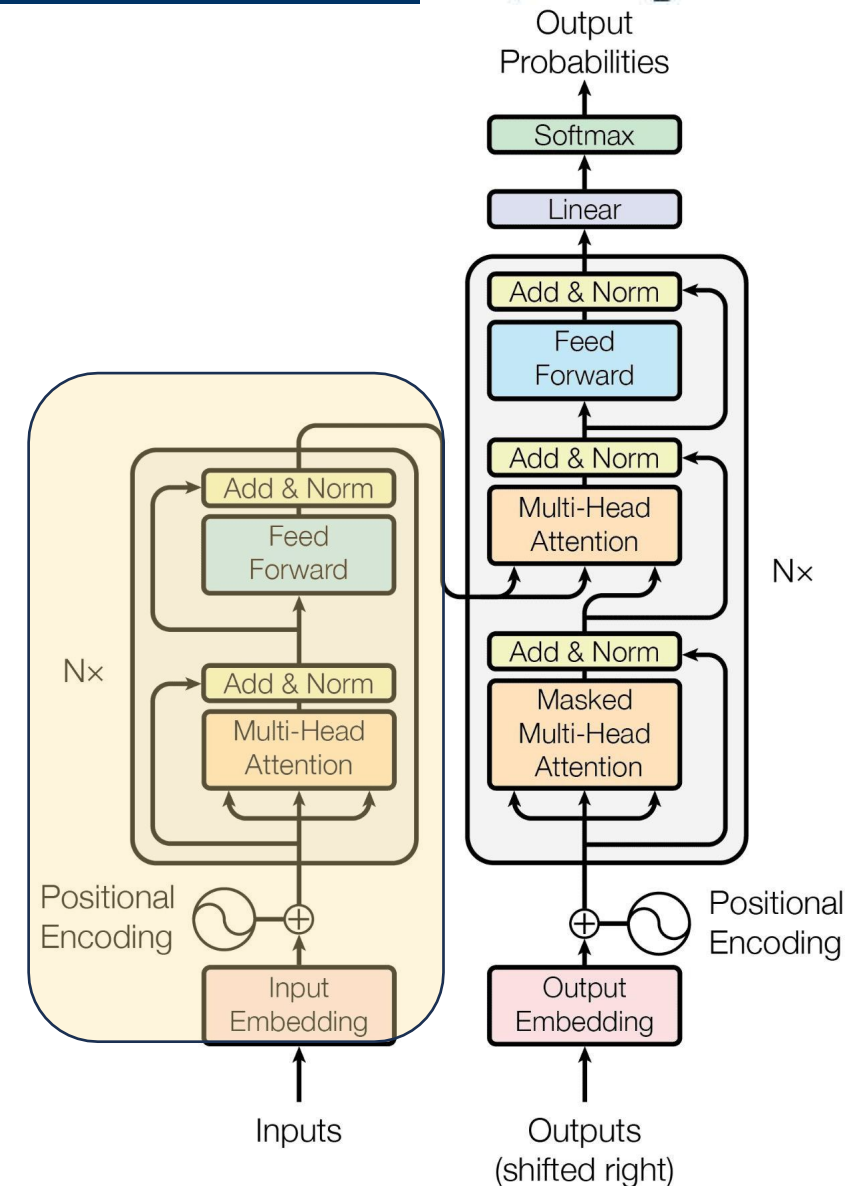 Output
Probabilities
Softmax
Linear
Add & Norm
Feed
Forward
Add & Norm
Multi-Head
Attention
N×
Add & Norm
Masked
Multi-Head
Attention
Positional
Encoding
Output
Embedding
Outputs
(shifted right)
Add & Norm
Feed
Forward
N×
Add & Norm
Multi-Head
Attention
Positional
Encoding
Input
Embedding
Inputs